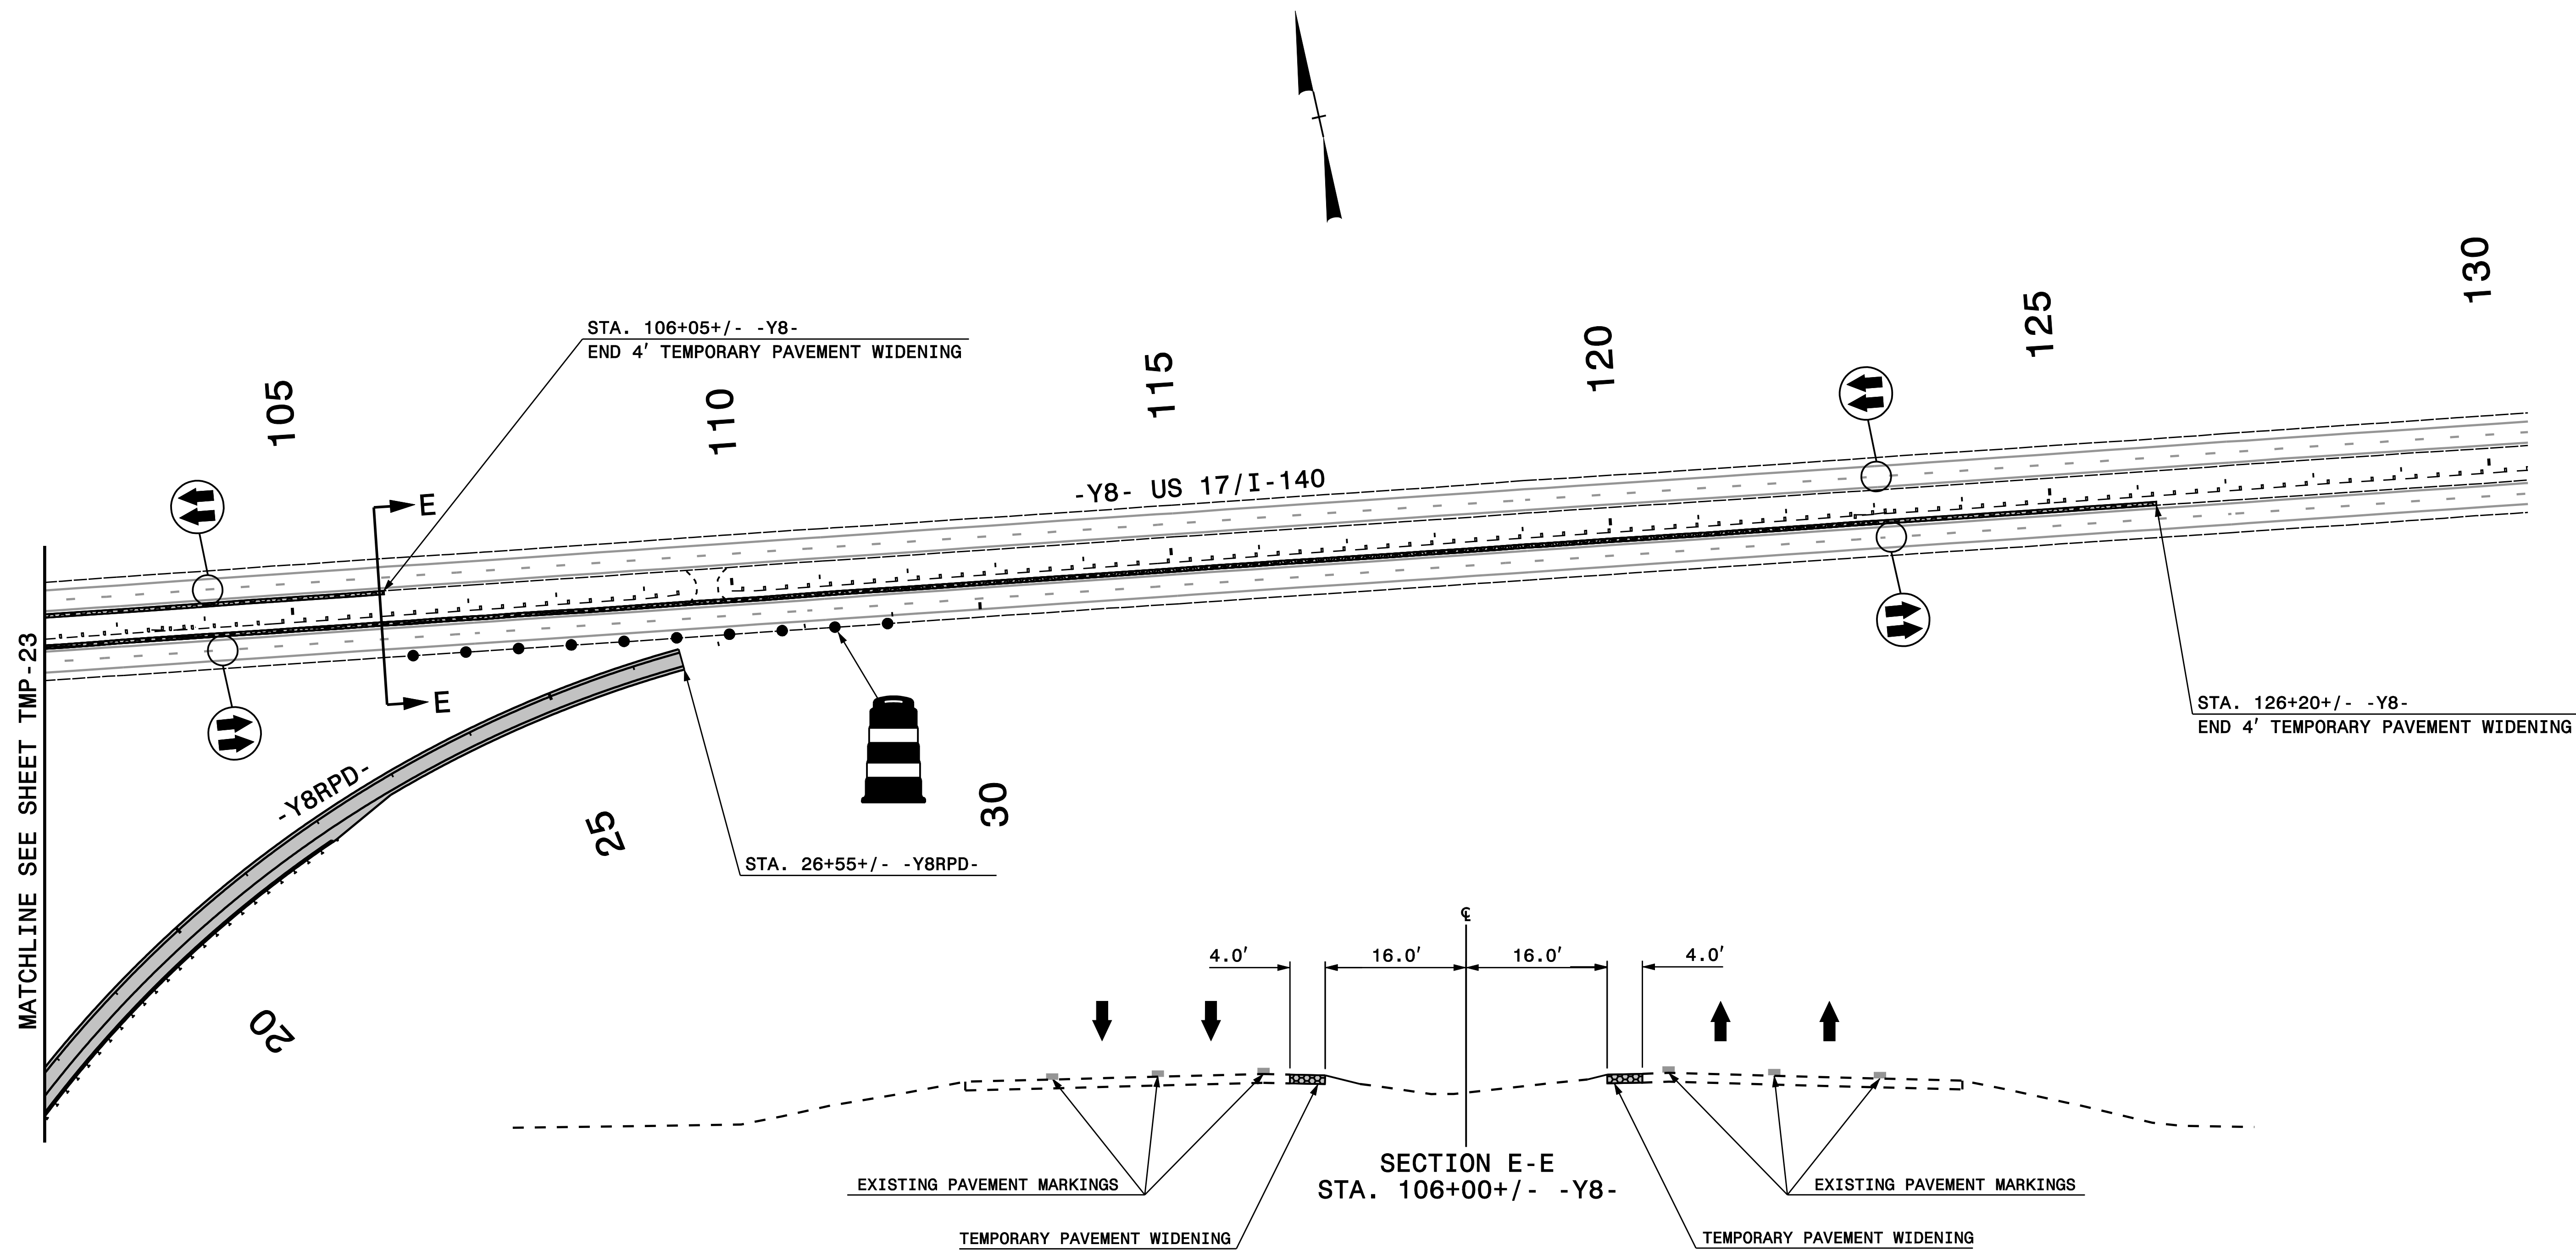 130
125
120
115
110
105
STA. 106+05+/- -Y8-
END 4' TEMPORARY PAVEMENT WIDENING
-Y8- US 17/I-140
E
E
MATCHLINE SEE SHEET TMP-23
-Y8RPD-
STA. 126+20+/- -Y8-
END 4' TEMPORARY PAVEMENT WIDENING
30
25
20
STA. 26+55+/- -Y8RPD-
℄
4.0' 16.0' 16.0' 4.0'
SECTION E-E
STA. 106+00+/- -Y8-
EXISTING PAVEMENT MARKINGS
EXISTING PAVEMENT MARKINGS
TEMPORARY PAVEMENT WIDENING
TEMPORARY PAVEMENT WIDENING